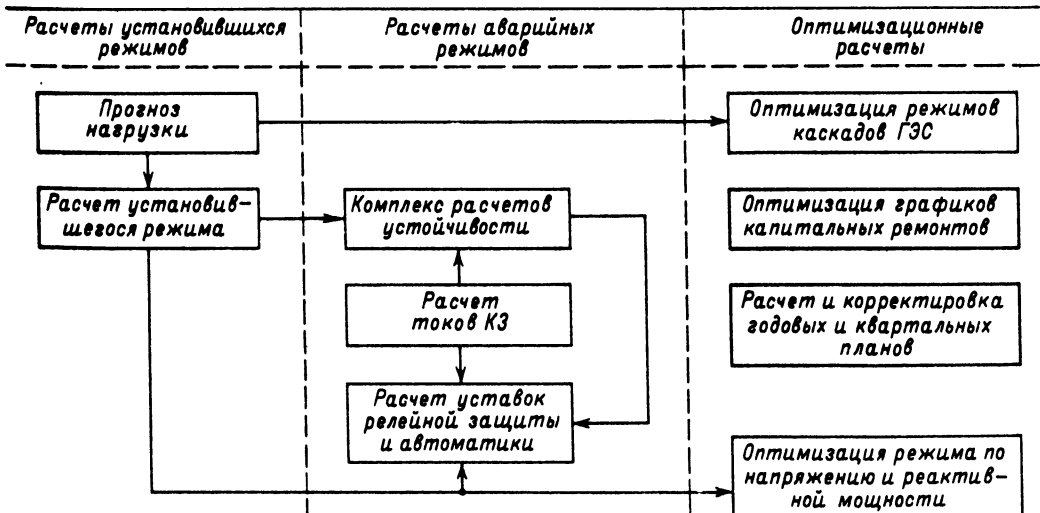 Расчеты установившихся
режимов
Расчеты аварийных
режимов
Оптимизационные
расчеты
Прогноз
нагрузки
Оптимизация режимов
каскадов ГЭС
Расчет установив-
шегося режима
Комплекс расчетов
устойчивости
Оптимизация графиков
капитальных ремонтов
Расчет
токов КЗ
Расчет и корректировка
годовых и квартальных
планов
Расчет уставок
релейной защиты
и автоматики
Оптимизация режима по
напряжению и реактив-
ной мощности